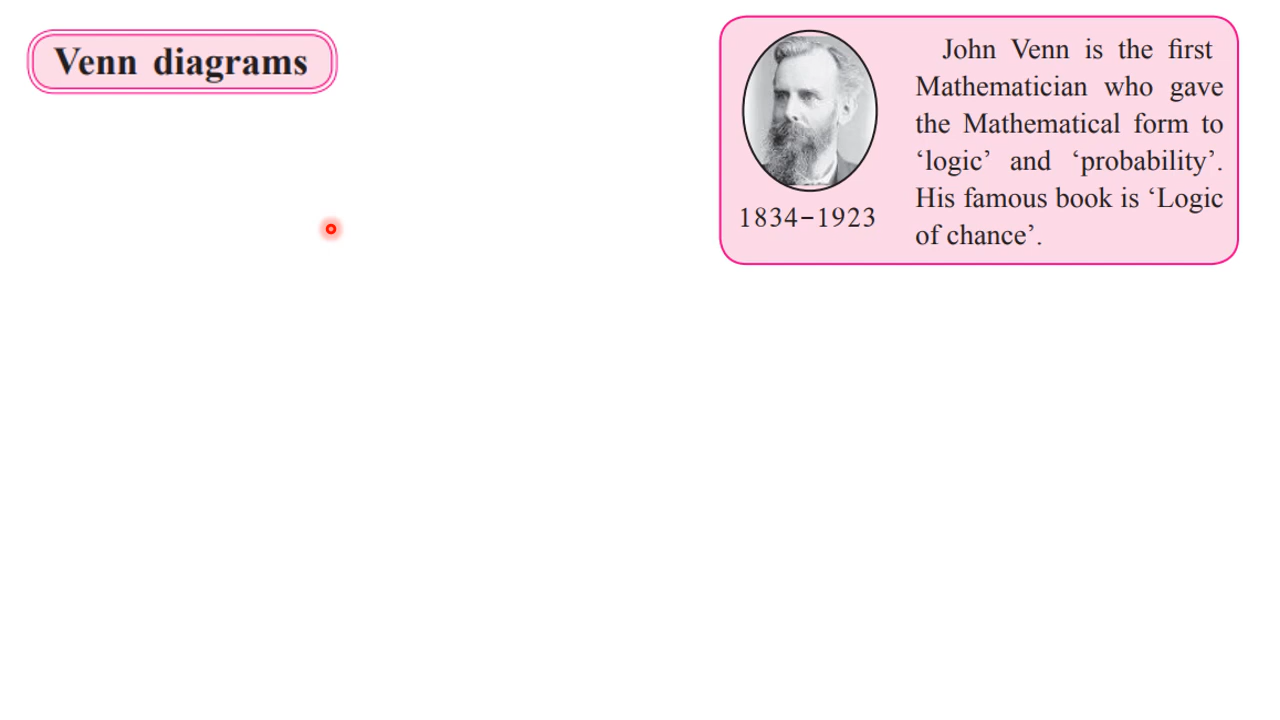 Venn diagrams
John Venn is the first
Mathematician who gave
the Mathematical form to
‘logic’ and ‘probability’.
His famous book is ‘Logic
of chance’.
1834-1923